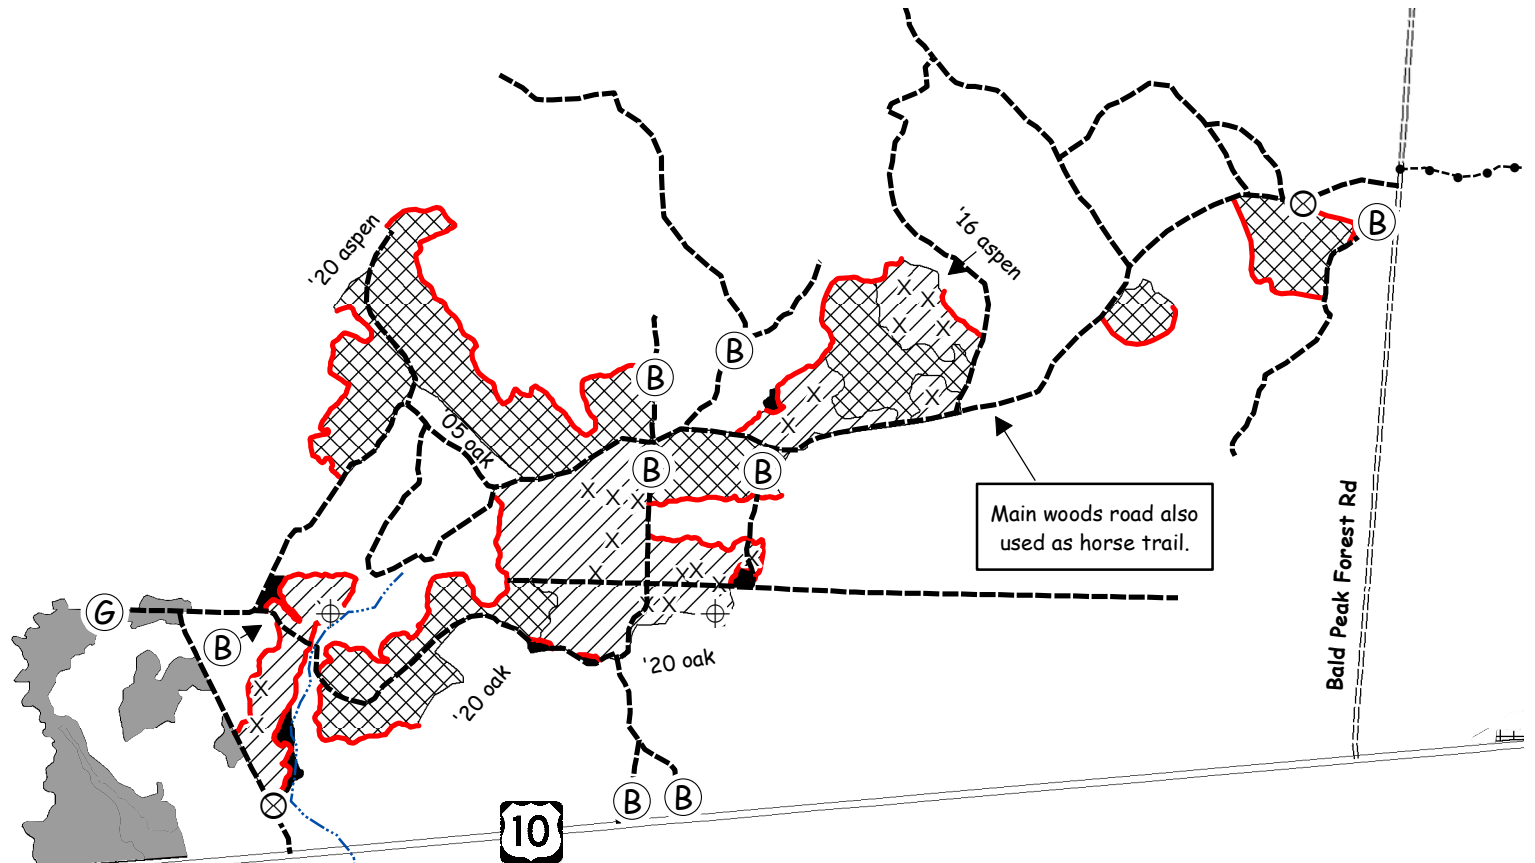 '20 aspen
'16 aspen
B
B
B
'05 oak
B
B
Main woods road also
used as horse trail.
Bald Peak Forest Rd
G
B
'20 oak
'20 oak
B
B
10